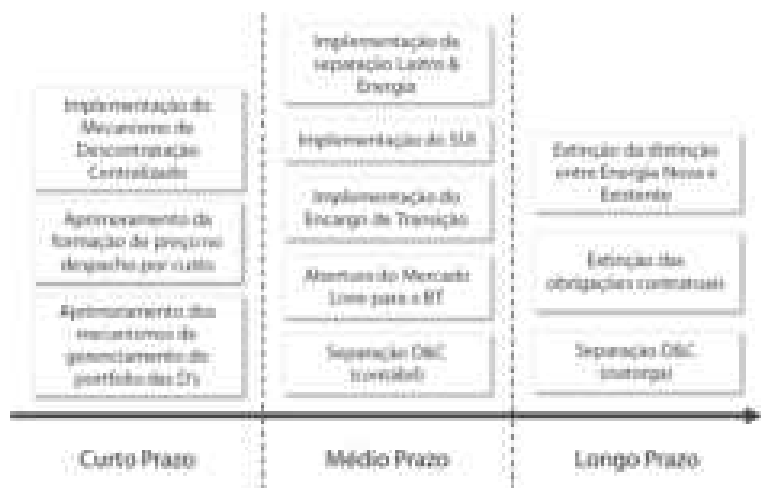 Implementação do
Mecanismo de
Descontratação
Centralizado
Aprimoramento da
formação de preço no
despacho por custo
Aprimoramento dos
mecanismos de
gerenciamento do
portfolio das D's
Implementação da
separação Lastro &
Energia
Implementação do SUI
Implementação do
Encargo de Transição
Abertura do Mercado
Livre para a BT
Separação D&C
(contábil)
Extinção da distinção
entre Energia Nova e
Existente
Extinção das
obrigações contratuais
Separação D&C
(outorga)
Curto Prazo
Médio Prazo
Longo Prazo